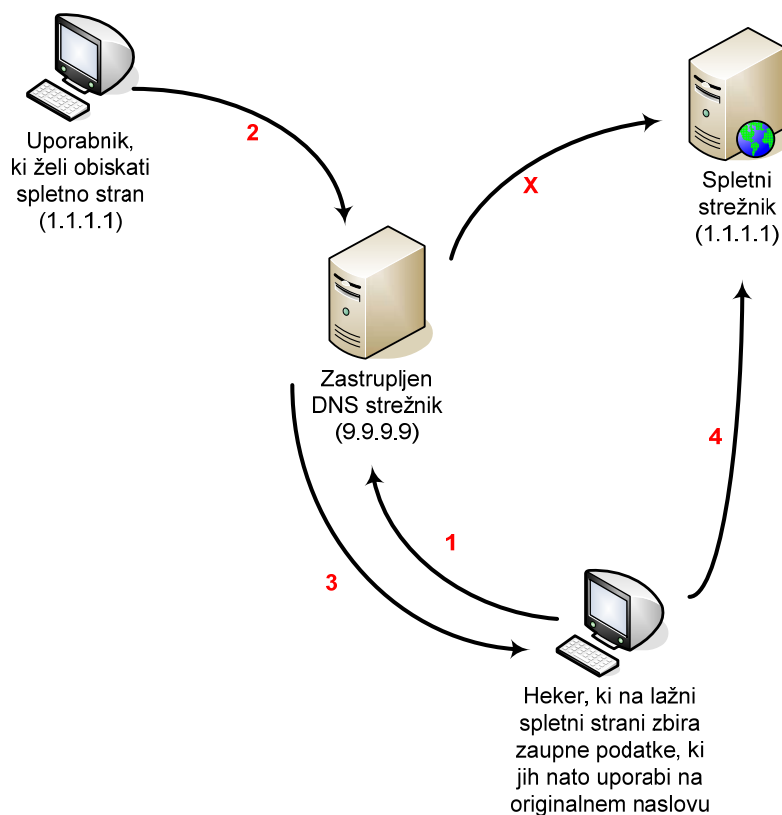 Uporabnik,
ki želi obiskati
spletno stran
(1.1.1.1)
2
X
Spletni
strežnik
(1.1.1.1)
Zastrupljen
DNS strežnik
(9.9.9.9)
4
1
3
Heker, ki na lažni
spletni strani zbira
zaupne podatke, ki
jih nato uporabi na
originalnem naslovu